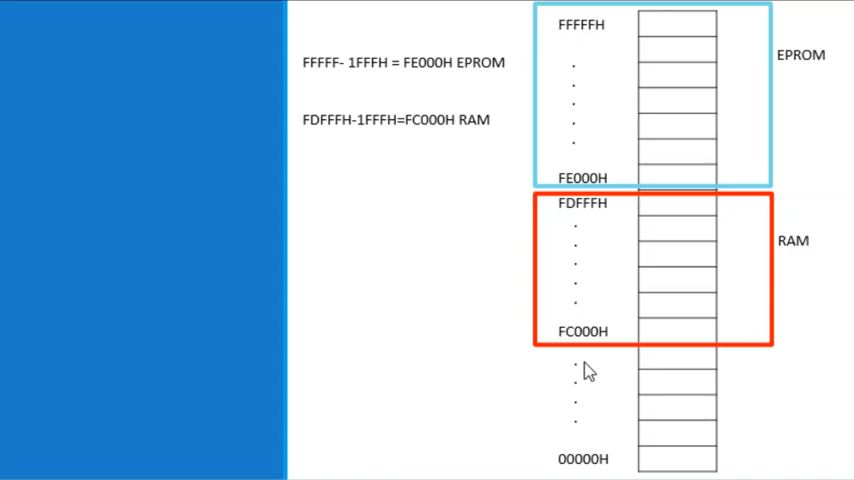 FFFFFH
FFFFF- 1FFFH = FE000H EPROM
EPROM
FDFFFH-1FFFH=FC000H RAM
FE000H
FDFFFH
RAM
FC000H
00000H